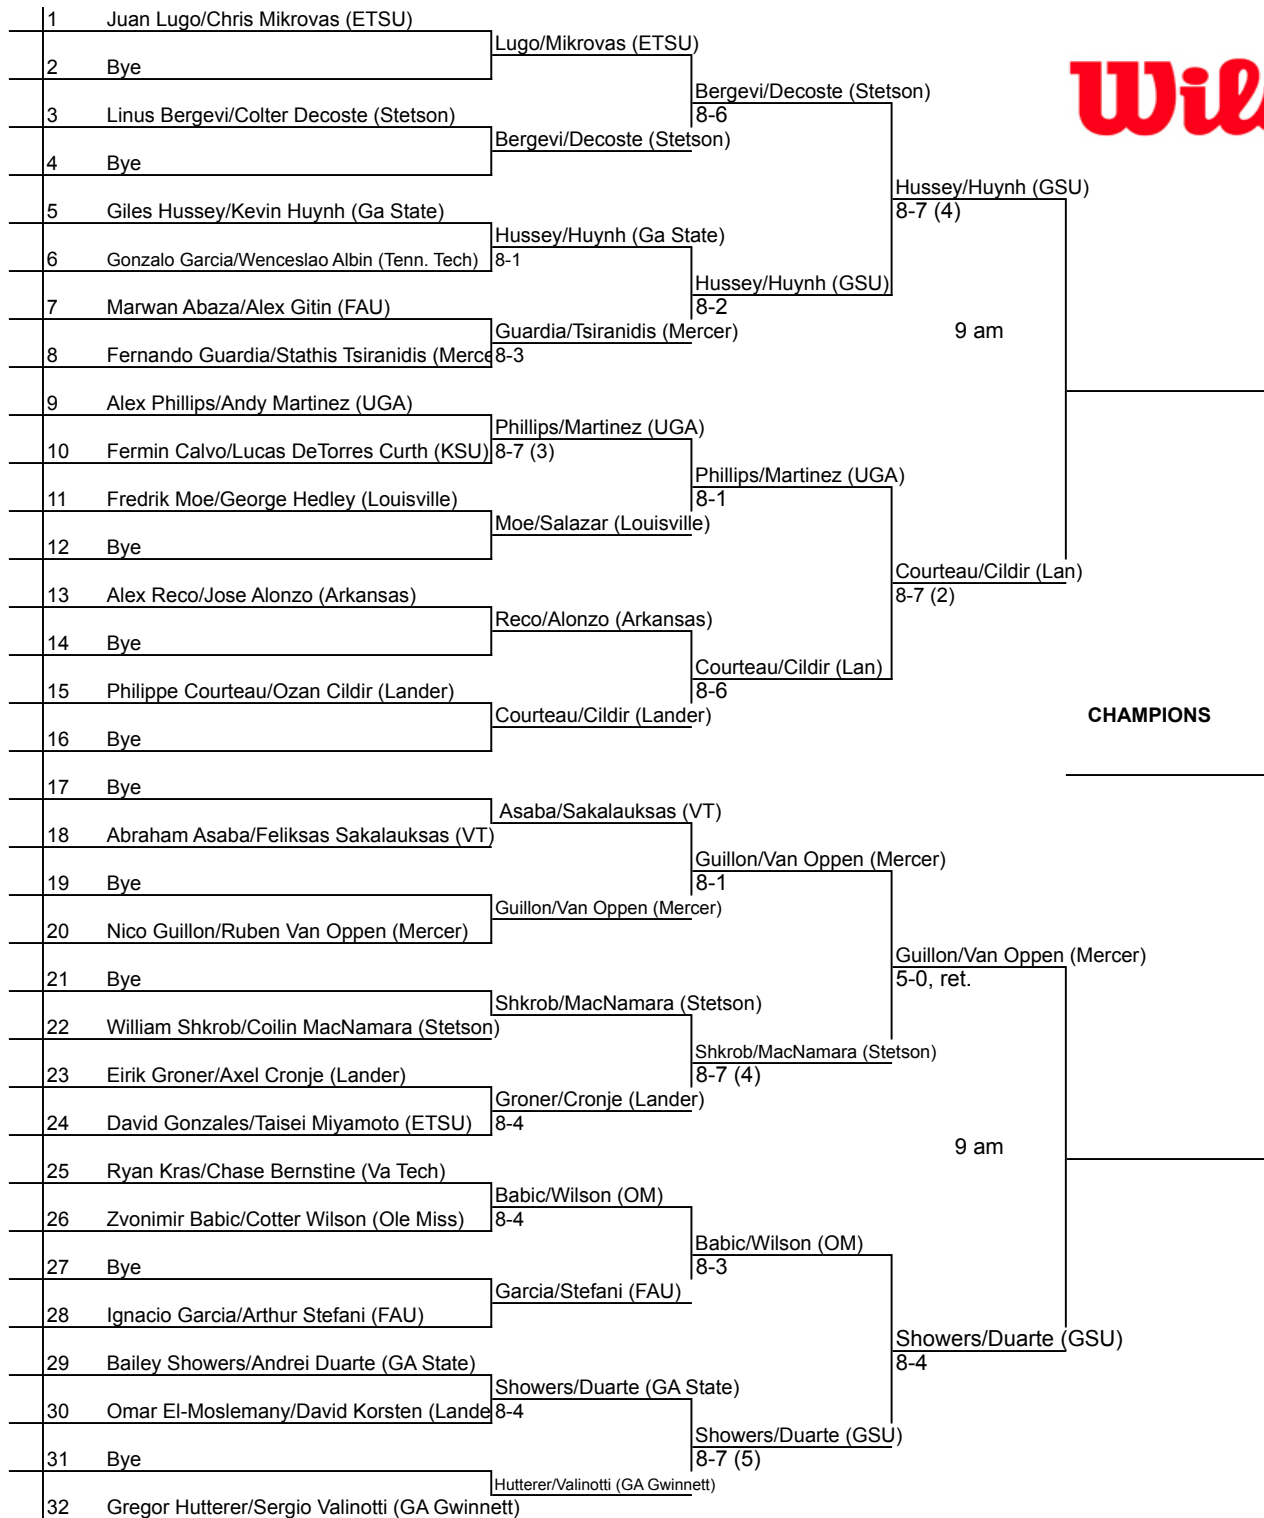 1 Juan Lugo/Chris Mikrovas (ETSU)
Lugo/Mikrovas (ETSU)
2 Bye
Bergevi/Decoste (Stetson)
8-6
3 Linus Bergevi/Colter Decoste (Stetson)
Bergevi/Decoste (Stetson)
4 Bye
Hussey/Huynh (GSU)
8-7 (4)
5 Giles Hussey/Kevin Huynh (Ga State)
Hussey/Huynh (Ga State)
6 Gonzalo Garcia/Wenceslao Albin (Tenn. Tech) 8-1
Hussey/Huynh (GSU)
8-2
7 Marwan Abaza/Alex Gitin (FAU)
Guardia/Tsiranidis (Mercer)
9 am
8 Fernando Guardia/Stathis Tsiranidis (Merce 8-3
9 Alex Phillips/Andy Martinez (UGA)
Phillips/Martinez (UGA)
10 Fermin Calvo/Lucas DeTorres Curth (KSU) 8-7 (3)
Phillips/Martinez (UGA)
8-1
11 Fredrik Moe/George Hedley (Louisville)
Moe/Salazar (Louisville)
12 Bye
Courteau/Cildir (Lan)
8-7 (2)
13 Alex Reco/Jose Alonzo (Arkansas)
Reco/Alonzo (Arkansas)
14 Bye
Courteau/Cildir (Lan)
8-6
15 Philippe Courteau/Ozan Cildir (Lander)
Courteau/Cildir (Lander)
CHAMPIONS
16 Bye
17 Bye
Asaba/Sakalauksas (VT)
18 Abraham Asaba/Feliksas Sakalauksas (VT)
Guillon/Van Oppen (Mercer)
8-1
19 Bye
Guillon/Van Oppen (Mercer)
20 Nico Guillon/Ruben Van Oppen (Mercer)
Guillon/Van Oppen (Mercer)
5-0, ret.
21 Bye
Shkrob/MacNamara (Stetson)
22 William Shkrob/Coilin MacNamara (Stetson)
Shkrob/MacNamara (Stetson)
8-7 (4)
23 Eirik Groner/Axel Cronje (Lander)
Groner/Cronje (Lander)
24 David Gonzales/Taisei Miyamoto (ETSU) 8-4
9 am
25 Ryan Kras/Chase Bernstine (Va Tech)
Babic/Wilson (OM)
26 Zvonimir Babic/Cotter Wilson (Ole Miss) 8-4
Babic/Wilson (OM)
8-3
27 Bye
Garcia/Stefani (FAU)
28 Ignacio Garcia/Arthur Stefani (FAU)
Showers/Duarte (GSU)
8-4
29 Bailey Showers/Andrei Duarte (GA State)
Showers/Duarte (GA State)
30 Omar El-Moslemany/David Korsten (Lande 8-4
Showers/Duarte (GSU)
8-7 (5)
31 Bye
Hutterer/Valinotti (GA Gwinnett)
32 Gregor Hutterer/Sergio Valinotti (GA Gwinnett)